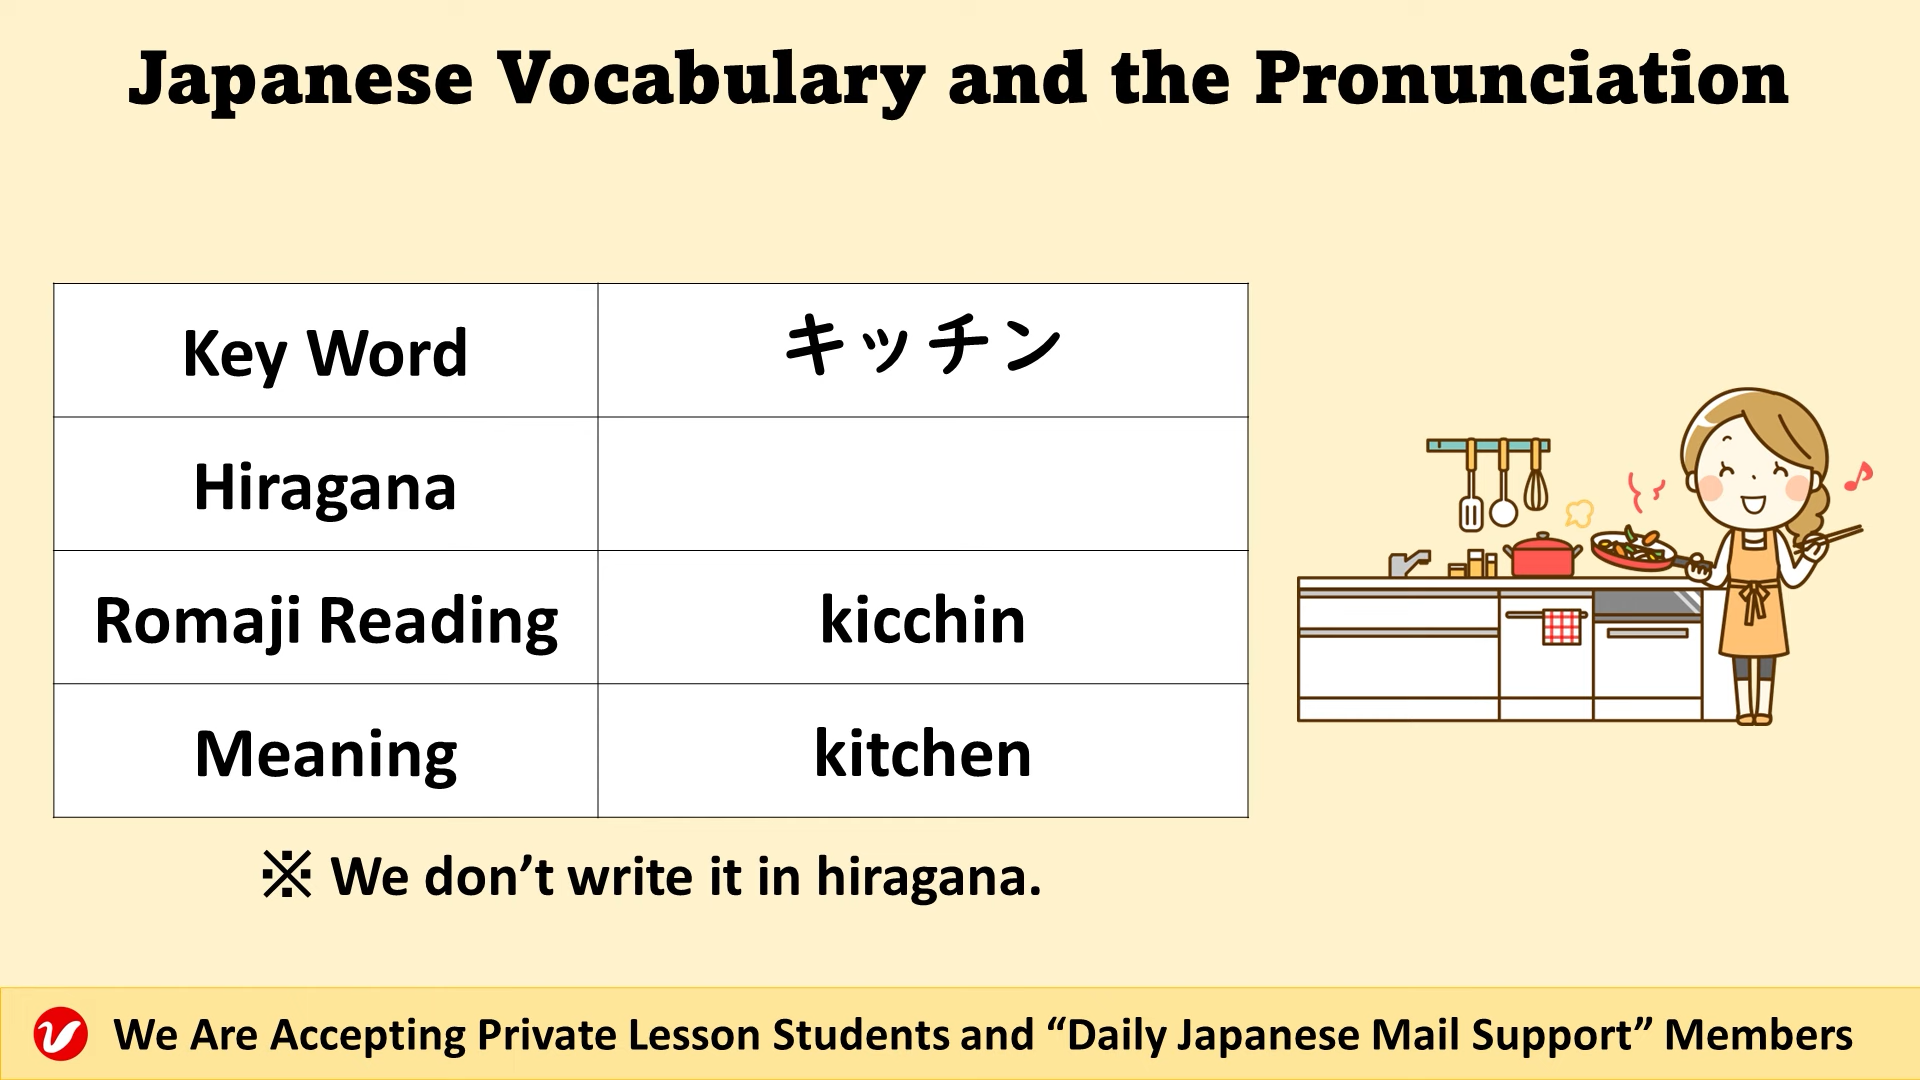 Japanese Vocabulary and the Pronunciation
Key Word キッチン
Hiragana
Romaji Reading kicchin
Meaning kitchen
※ We don’t write it in hiragana.
We Are Accepting Private Lesson Students and “Daily Japanese Mail Support” Members